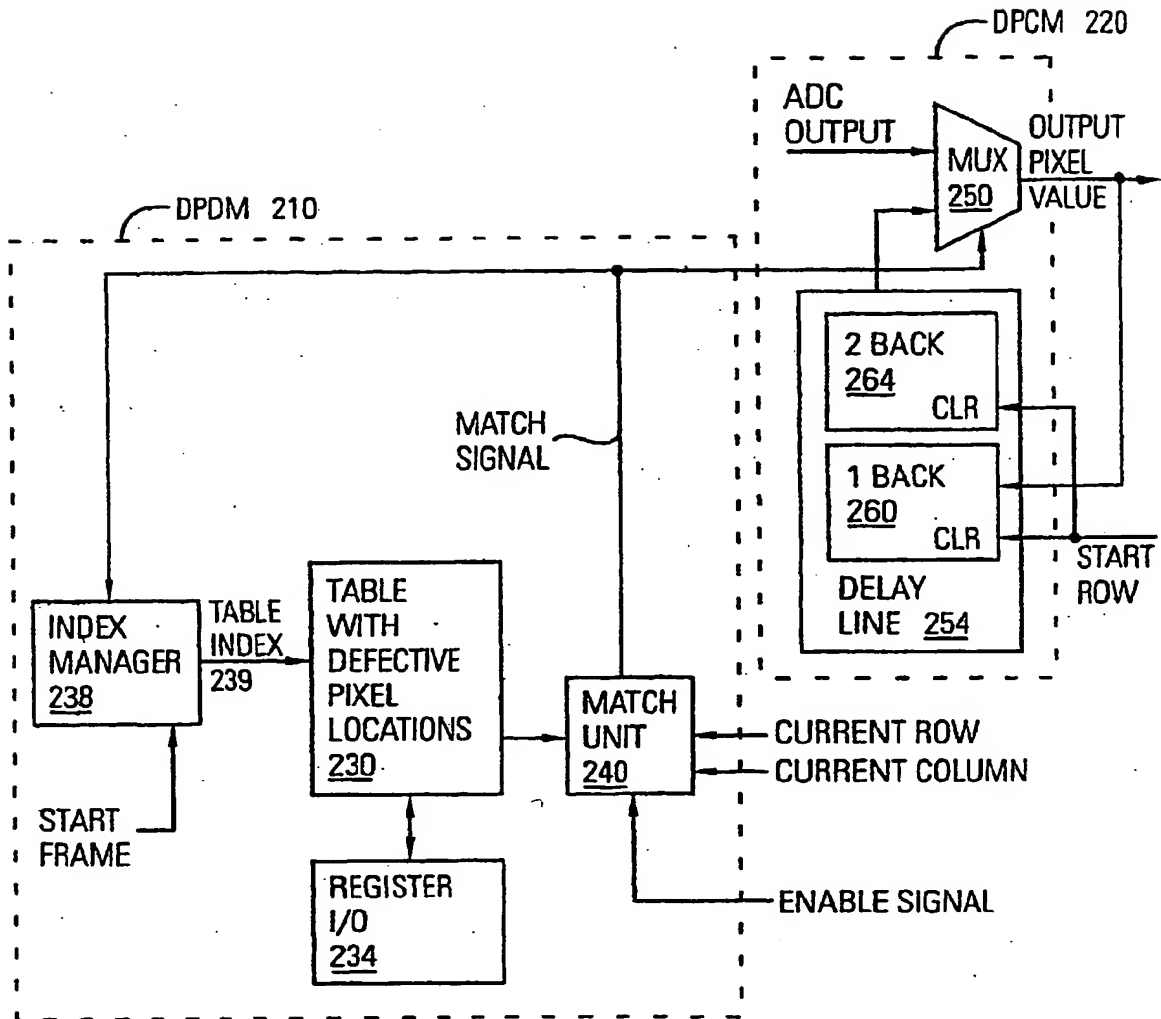 DPCM 220
ADC
OUTPUT
MUX
250
OUTPUT
PIXEL
VALUE
DPDM 210
2 BACK
264
CLR
1 BACK
260
CLR
DELAY
LINE 254
START
ROW
MATCH
SIGNAL
INDEX
MANAGER
238
TABLE
INDEX
239
TABLE
WITH
DEFECTIVE
PIXEL
LOCATIONS
230
MATCH
UNIT
240
CURRENT ROW
CURRENT COLUMN
START
FRAME
REGISTER
I/O
234
ENABLE SIGNAL